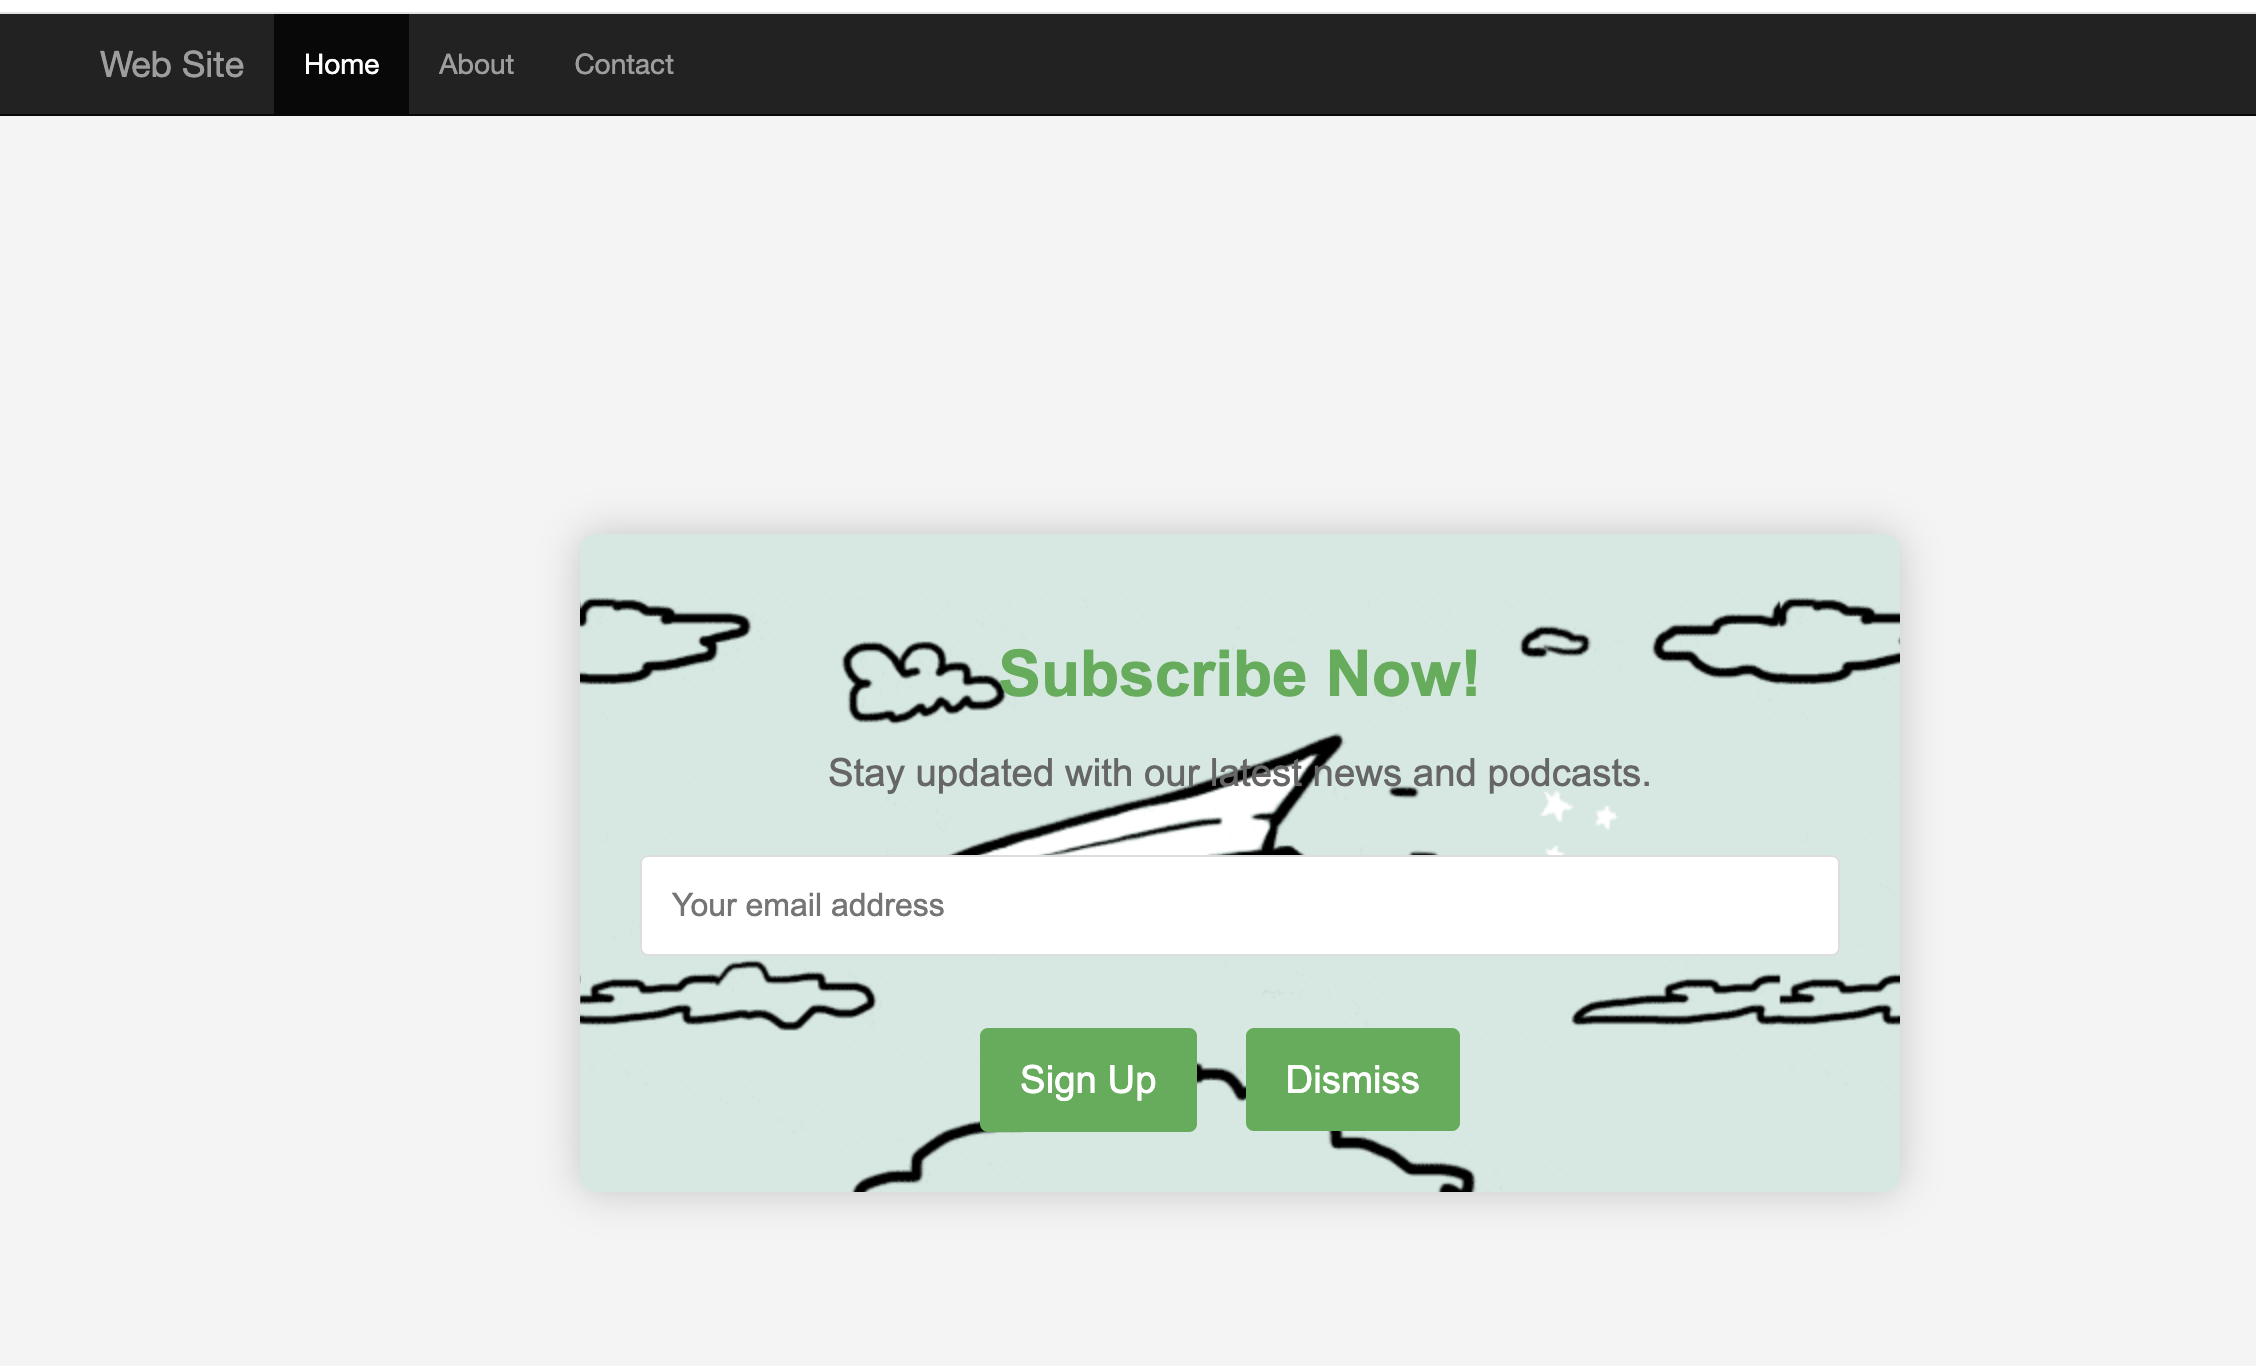 Web Site Home About Contact
Subscribe Now!
Stay updated with our latest news and podcasts.
Your email address
Sign Up Dismiss